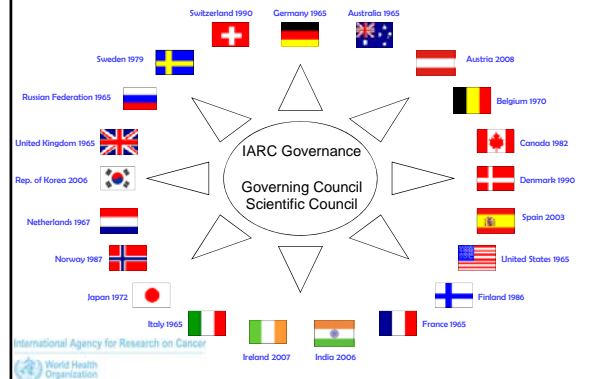 Switzerland 1990
Germany 1965
Australia 1965
Sweden 1979
Austria 2008
Russian Federation 1965
Belgium 1970
United Kingdom 1965
Canada 1982
IARC Governance
Governing Council
Scientific Council
Rep. of Korea 2006
Denmark 1990
Netherlands 1967
Spain 2003
Norway 1987
United States 1965
Japan 1972
Finland 1986
Italy 1965
France 1965
Ireland 2007
India 2006
International Agency for Research on Cancer
World Health
Organization